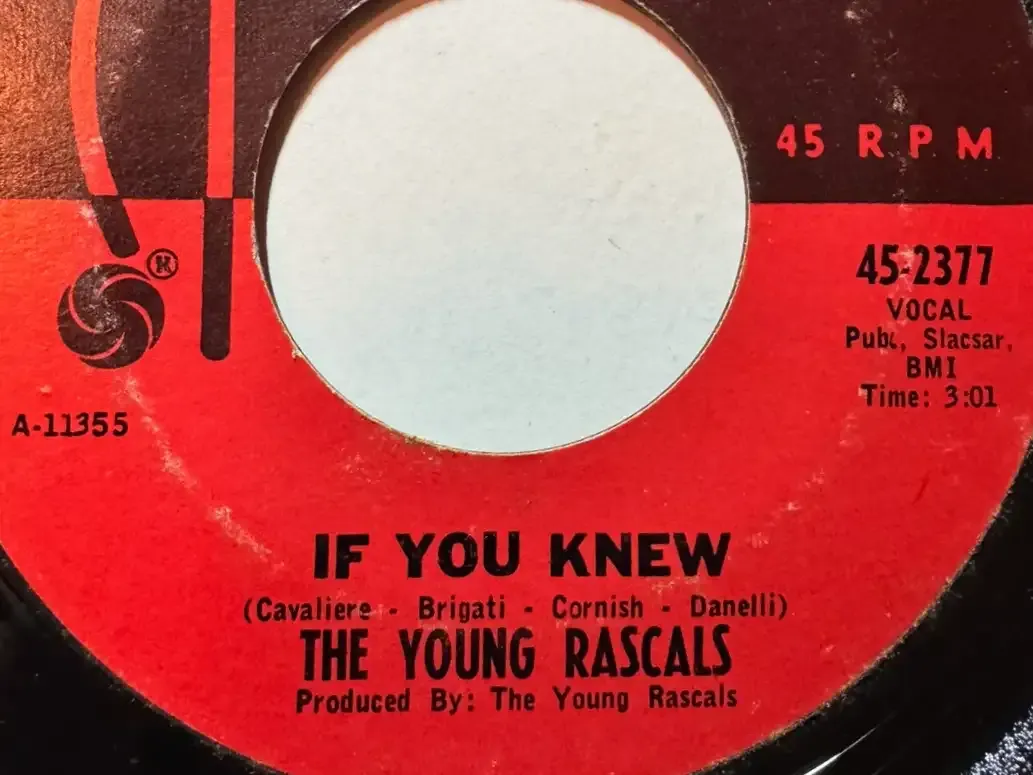 45 RPM
®
45-2377
VOCAL
Pub., Slacsar,
BMI
Time: 3:01
A-11355
IF YOU KNEW
(Cavaliere - Brigati - Cornish - Danelli)
THE YOUNG RASCALS
Produced By: The Young Rascals